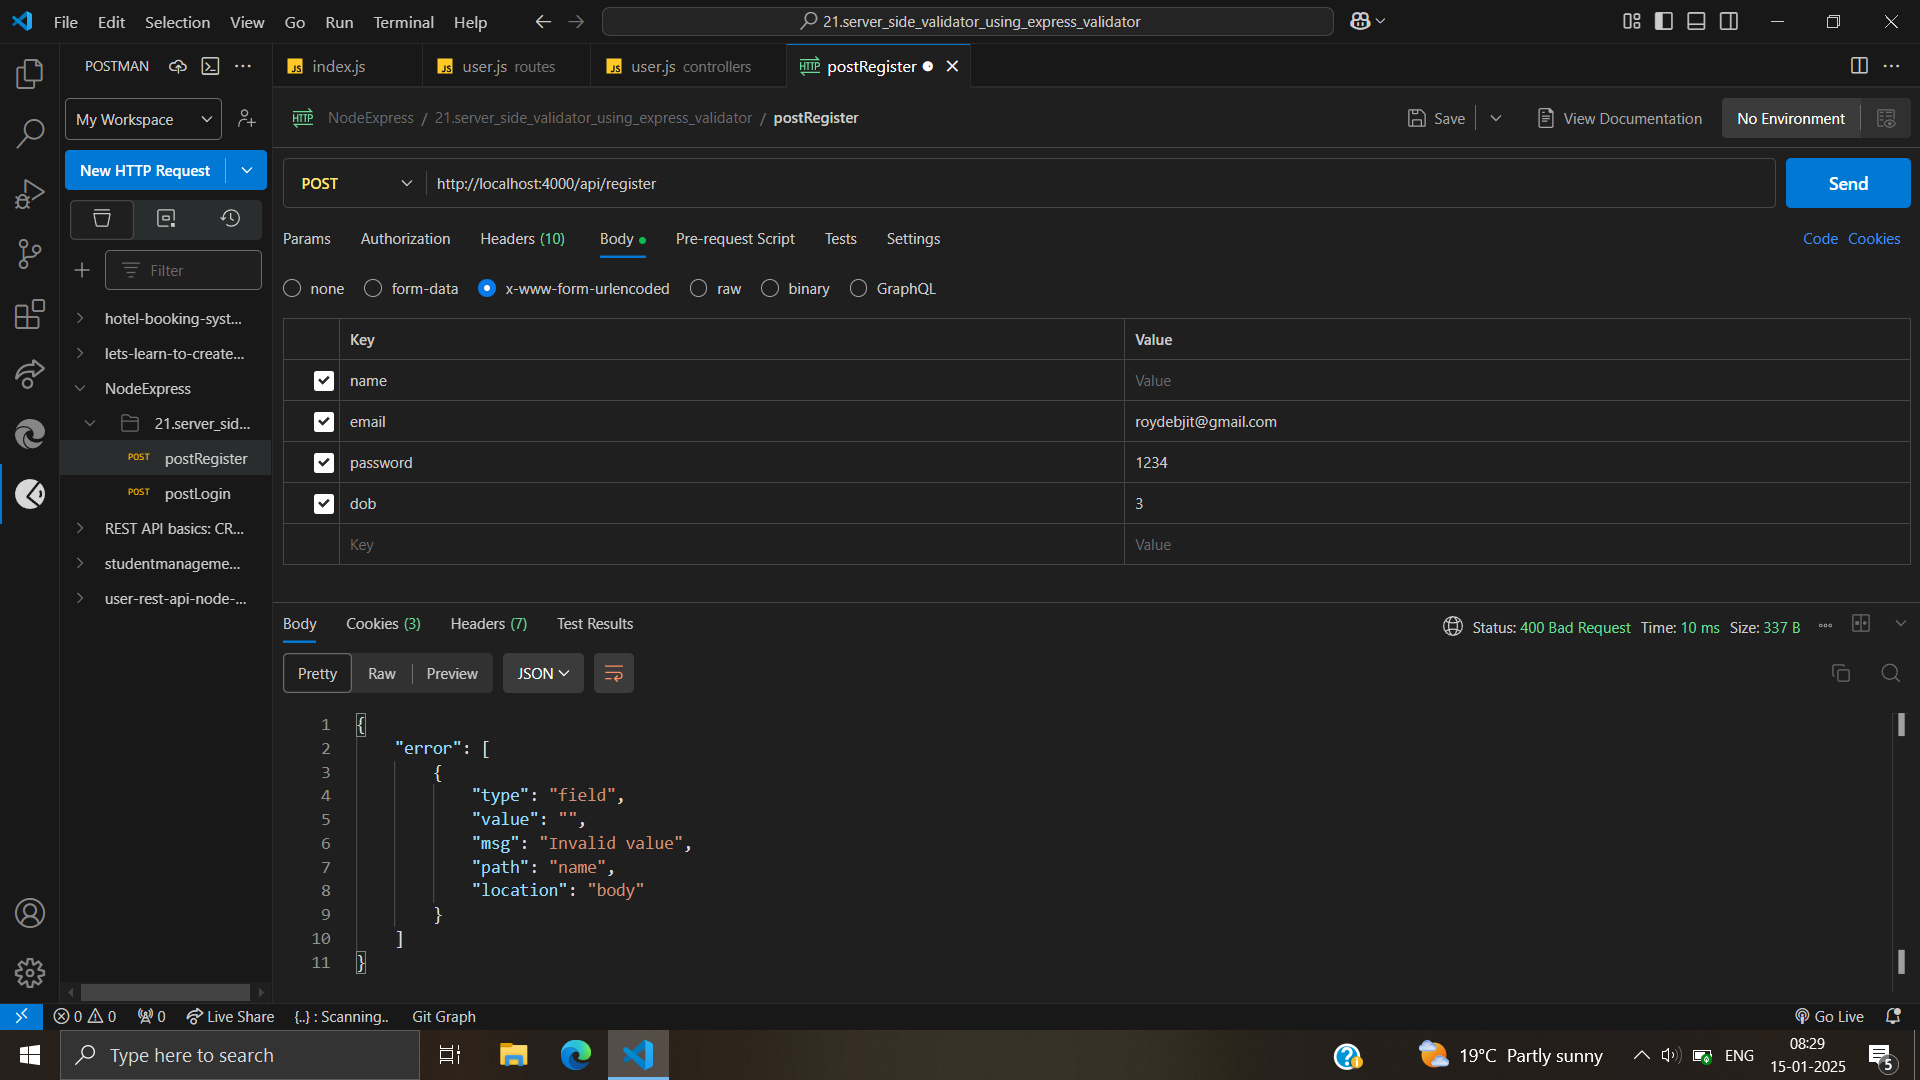 File Edit Selection View Go Run Terminal Help
21.server_side_validator_using_express_validator
POSTMAN
index.js
user.js routes
user.js controllers
postRegister
My Workspace
NodeExpress / 21.server_side_validator_using_express_validator / postRegister
Save
View Documentation
No Environment
New HTTP Request
POST
http://localhost:4000/api/register
Send
Params
Authorization
Headers (10)
Body
Pre-request Script
Tests
Settings
Code Cookies
Filter
none
form-data
x-www-form-urlencoded
raw
binary
GraphQL
hotel-booking-syst...
lets-learn-to-create...
NodeExpress
21.server_sid...
POST postRegister
POST postLogin
REST API basics: CR...
studentmanageme...
user-rest-api-node-...
Key Value
name Value
email roydebjit@gmail.com
password 1234
dob 3
Key Value
Body Cookies (3) Headers (7) Test Results
Status: 400 Bad Request Time: 10 ms Size: 337 B
Pretty Raw Preview JSON
1 {
2 "error": [
3 {
4 "type": "field",
5 "value": "",
6 "msg": "Invalid value",
7 "path": "name",
8 "location": "body"
9 }
10 ]
11 }
0 0 0 Live Share {..} : Scanning.. Git Graph
Go Live
Type here to search
19°C Partly sunny
ENG
08:29
15-01-2025
5